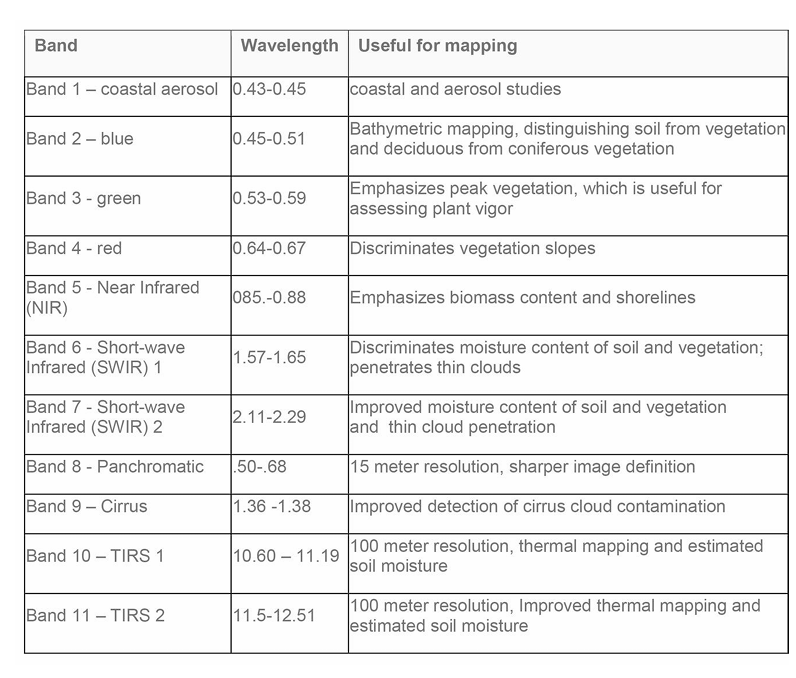 Band Wavelength Useful for mapping
Band 1 – coastal aerosol 0.43-0.45 coastal and aerosol studies
Band 2 – blue 0.45-0.51 Bathymetric mapping, distinguishing soil from vegetation
and deciduous from coniferous vegetation
Band 3 - green 0.53-0.59 Emphasizes peak vegetation, which is useful for
assessing plant vigor
Band 4 - red 0.64-0.67 Discriminates vegetation slopes
Band 5 - Near Infrared
(NIR) 085.-0.88 Emphasizes biomass content and shorelines
Band 6 - Short-wave
Infrared (SWIR) 1 1.57-1.65 Discriminates moisture content of soil and vegetation;
penetrates thin clouds
Band 7 - Short-wave
Infrared (SWIR) 2 2.11-2.29 Improved moisture content of soil and vegetation
and  thin cloud penetration
Band 8 - Panchromatic .50-.68 15 meter resolution, sharper image definition
Band 9 – Cirrus 1.36 -1.38 Improved detection of cirrus cloud contamination
Band 10 – TIRS 1 10.60 – 11.19 100 meter resolution, thermal mapping and estimated
soil moisture
Band 11 – TIRS 2 11.5-12.51 100 meter resolution, Improved thermal mapping and
estimated soil moisture